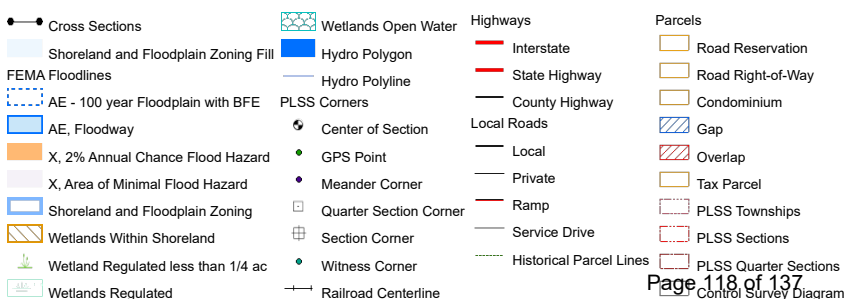 Cross Sections
Shoreland and Floodplain Zoning Fill
FEMA Floodlines
AE - 100 year Floodplain with BFE
AE, Floodway
X, 2% Annual Chance Flood Hazard
X, Area of Minimal Flood Hazard
Shoreland and Floodplain Zoning
Wetlands Within Shoreland
Wetland Regulated less than 1/4 ac
Wetlands Regulated
Wetlands Open Water
Hydro Polygon
Hydro Polyline
PLSS Corners
Center of Section
GPS Point
Meander Corner
Quarter Section Corner
Section Corner
Witness Corner
Railroad Centerline
Highways
Interstate
State Highway
County Highway
Local Roads
Local
Private
Ramp
Service Drive
Historical Parcel Lines
Parcels
Road Reservation
Road Right-of-Way
Condominium
Gap
Overlap
Tax Parcel
PLSS Townships
PLSS Sections
PLSS Quarter Sections
Control Survey Diagram
Page 118 of 137